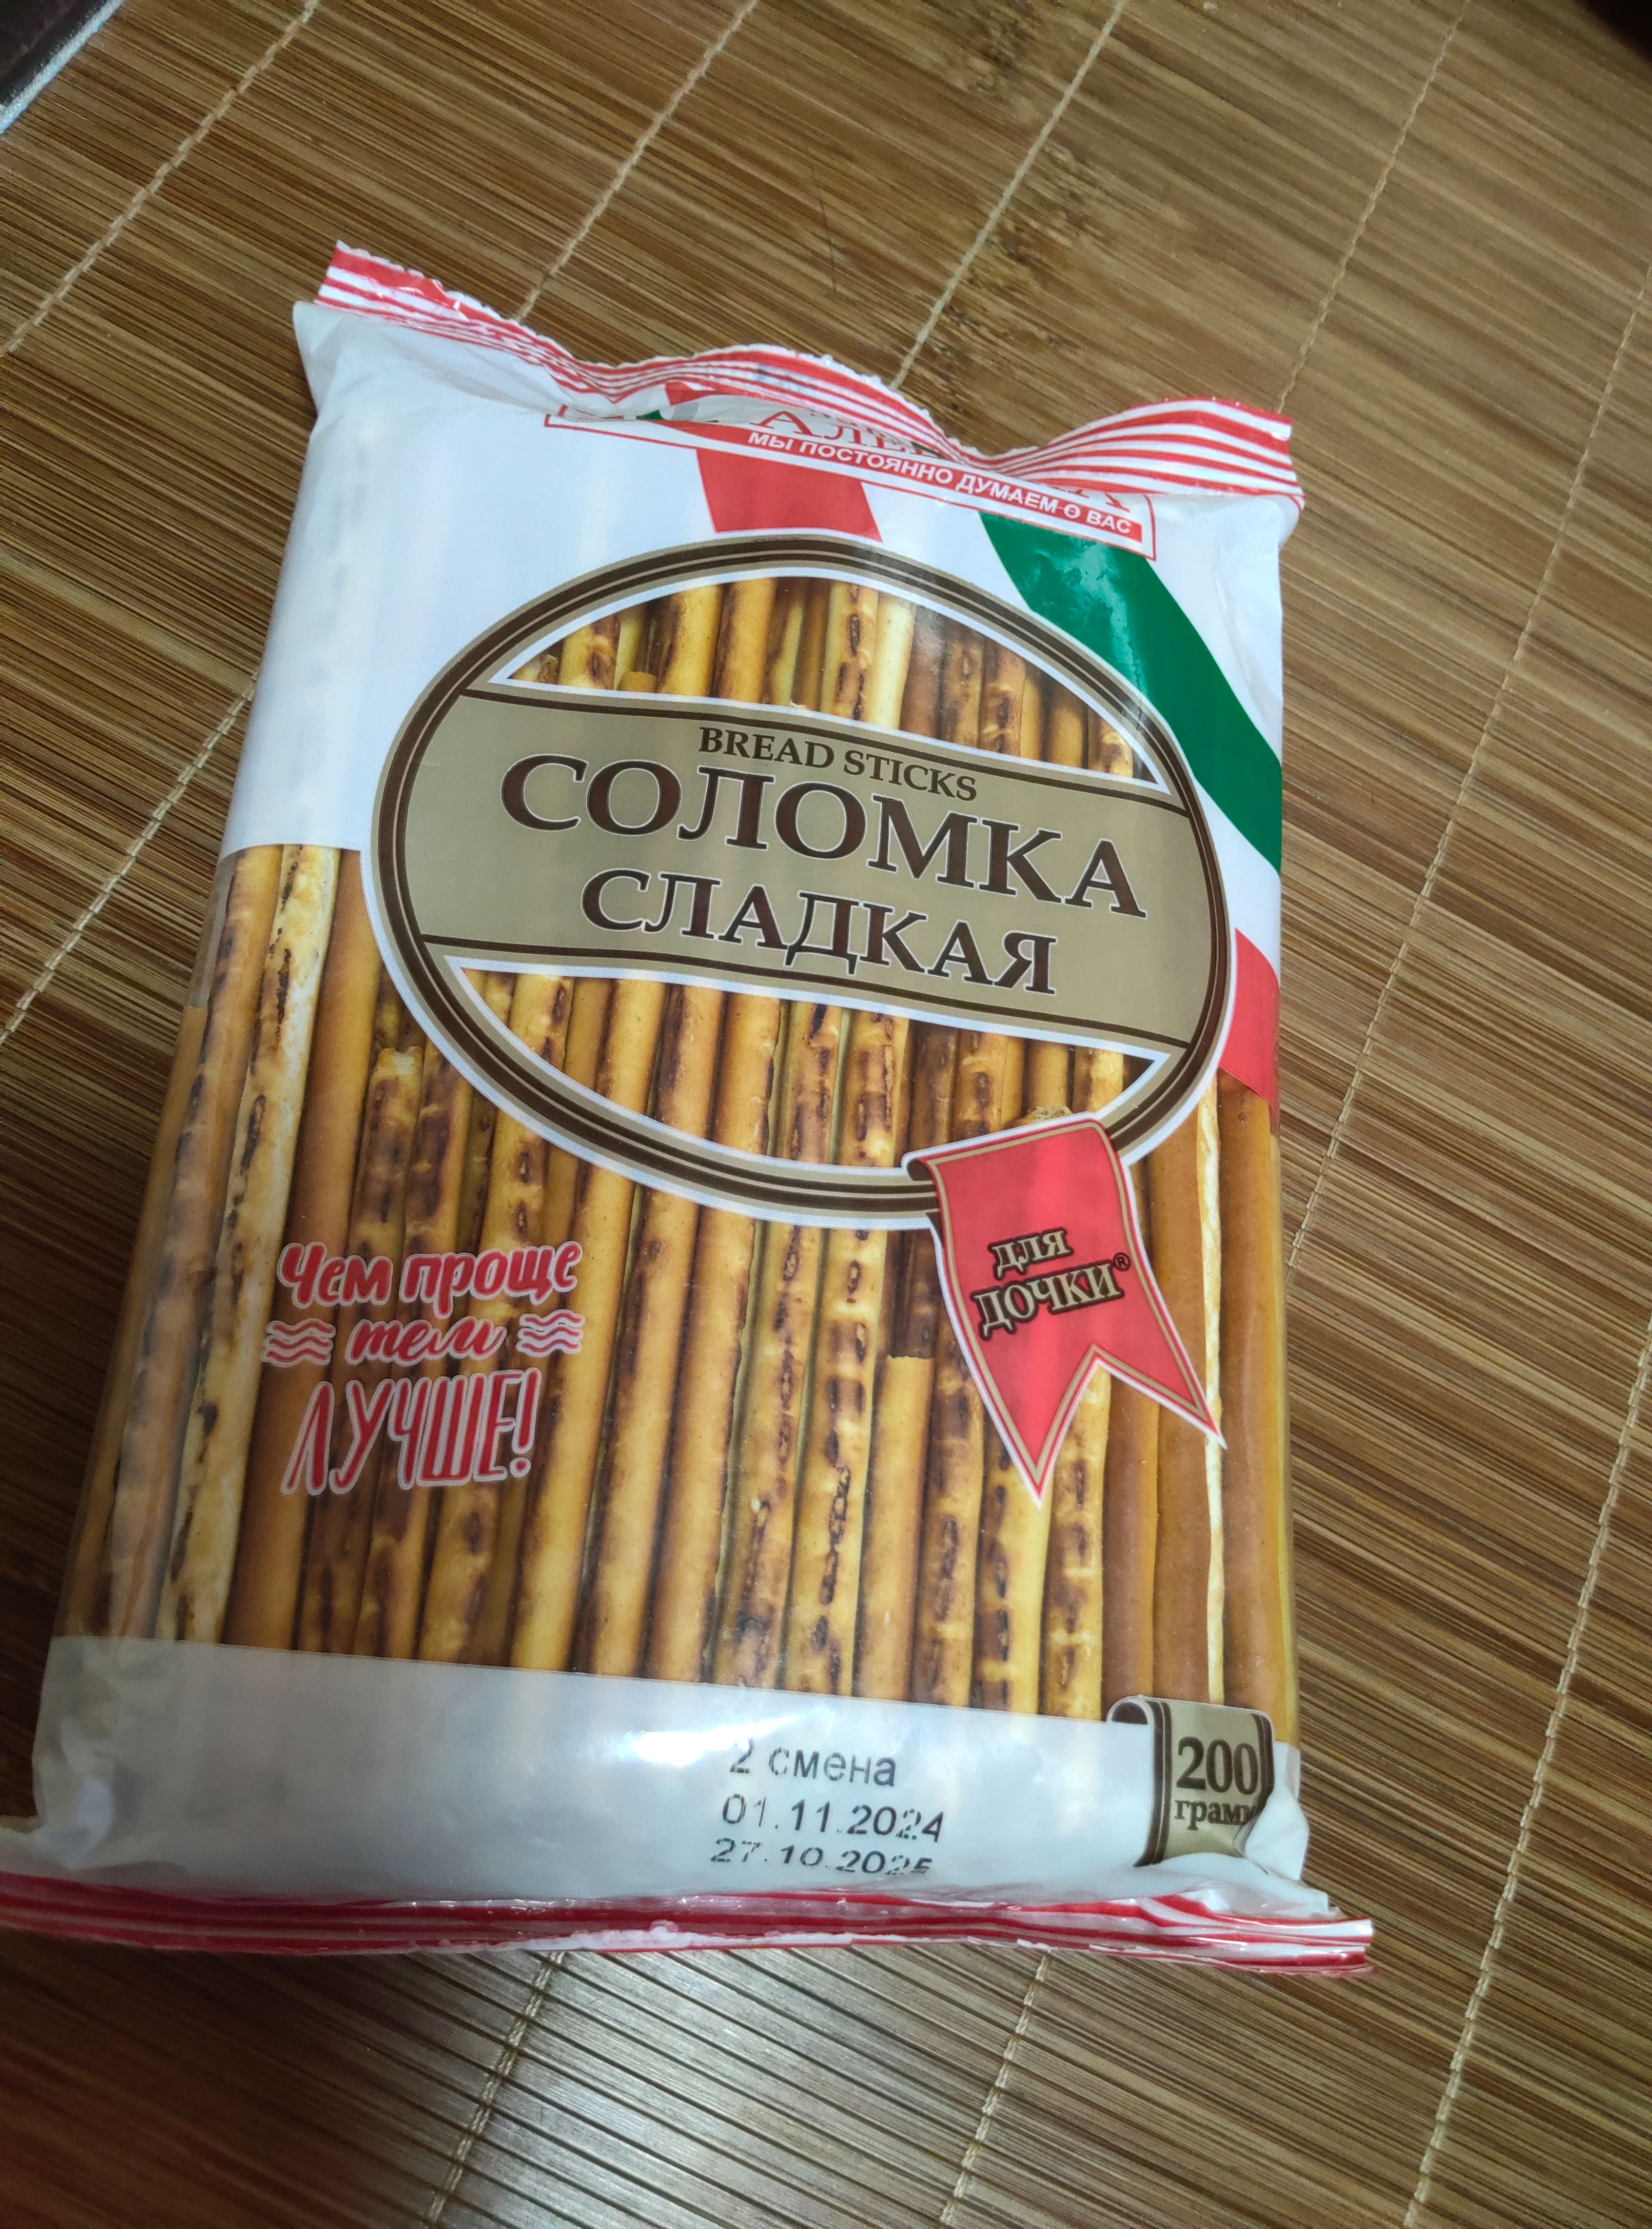 МЫ ПОСТОЯННО ДУМАЕМ О ВАС
BREAD STICKS
СОЛОМКА
СЛАДКАЯ
Чем проще
тем
ЛУЧШЕ!
для
дочки®
2 смена
01.11.2024
27.10.2025
200
грамм